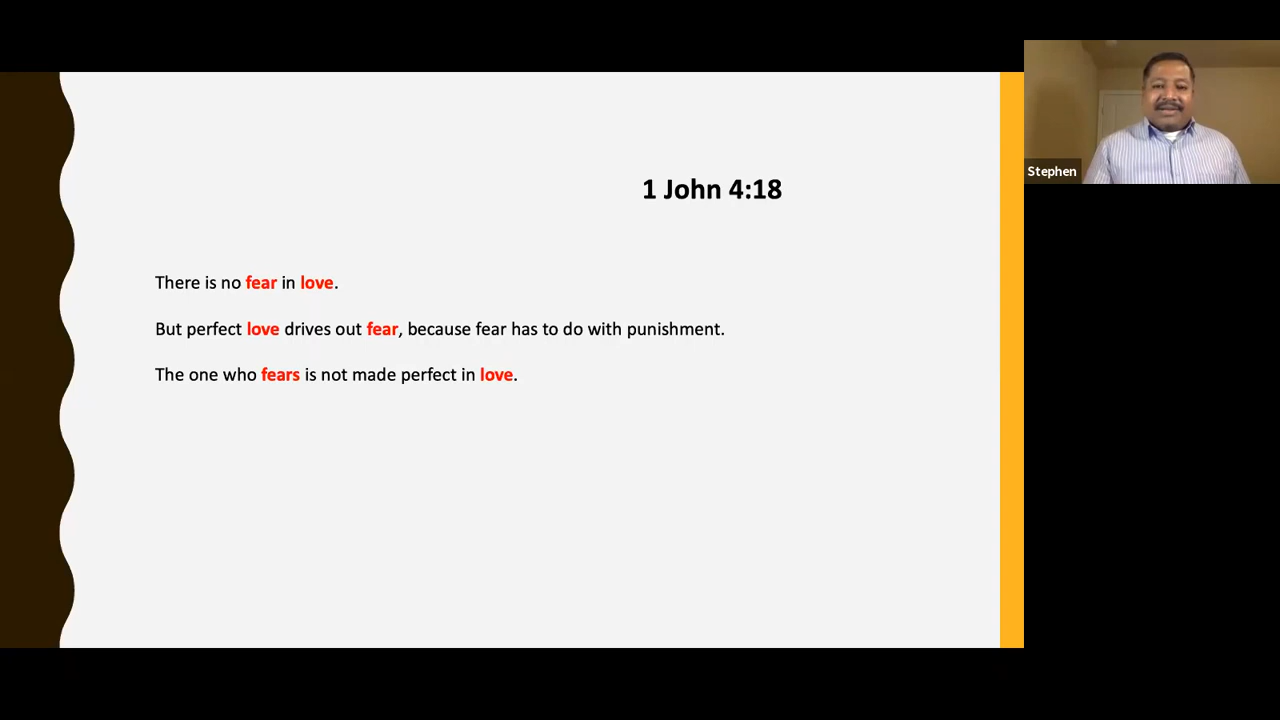 1 John 4:18
There is no fear in love.
But perfect love drives out fear, because fear has to do with punishment.
The one who fears is not made perfect in love.
Stephen